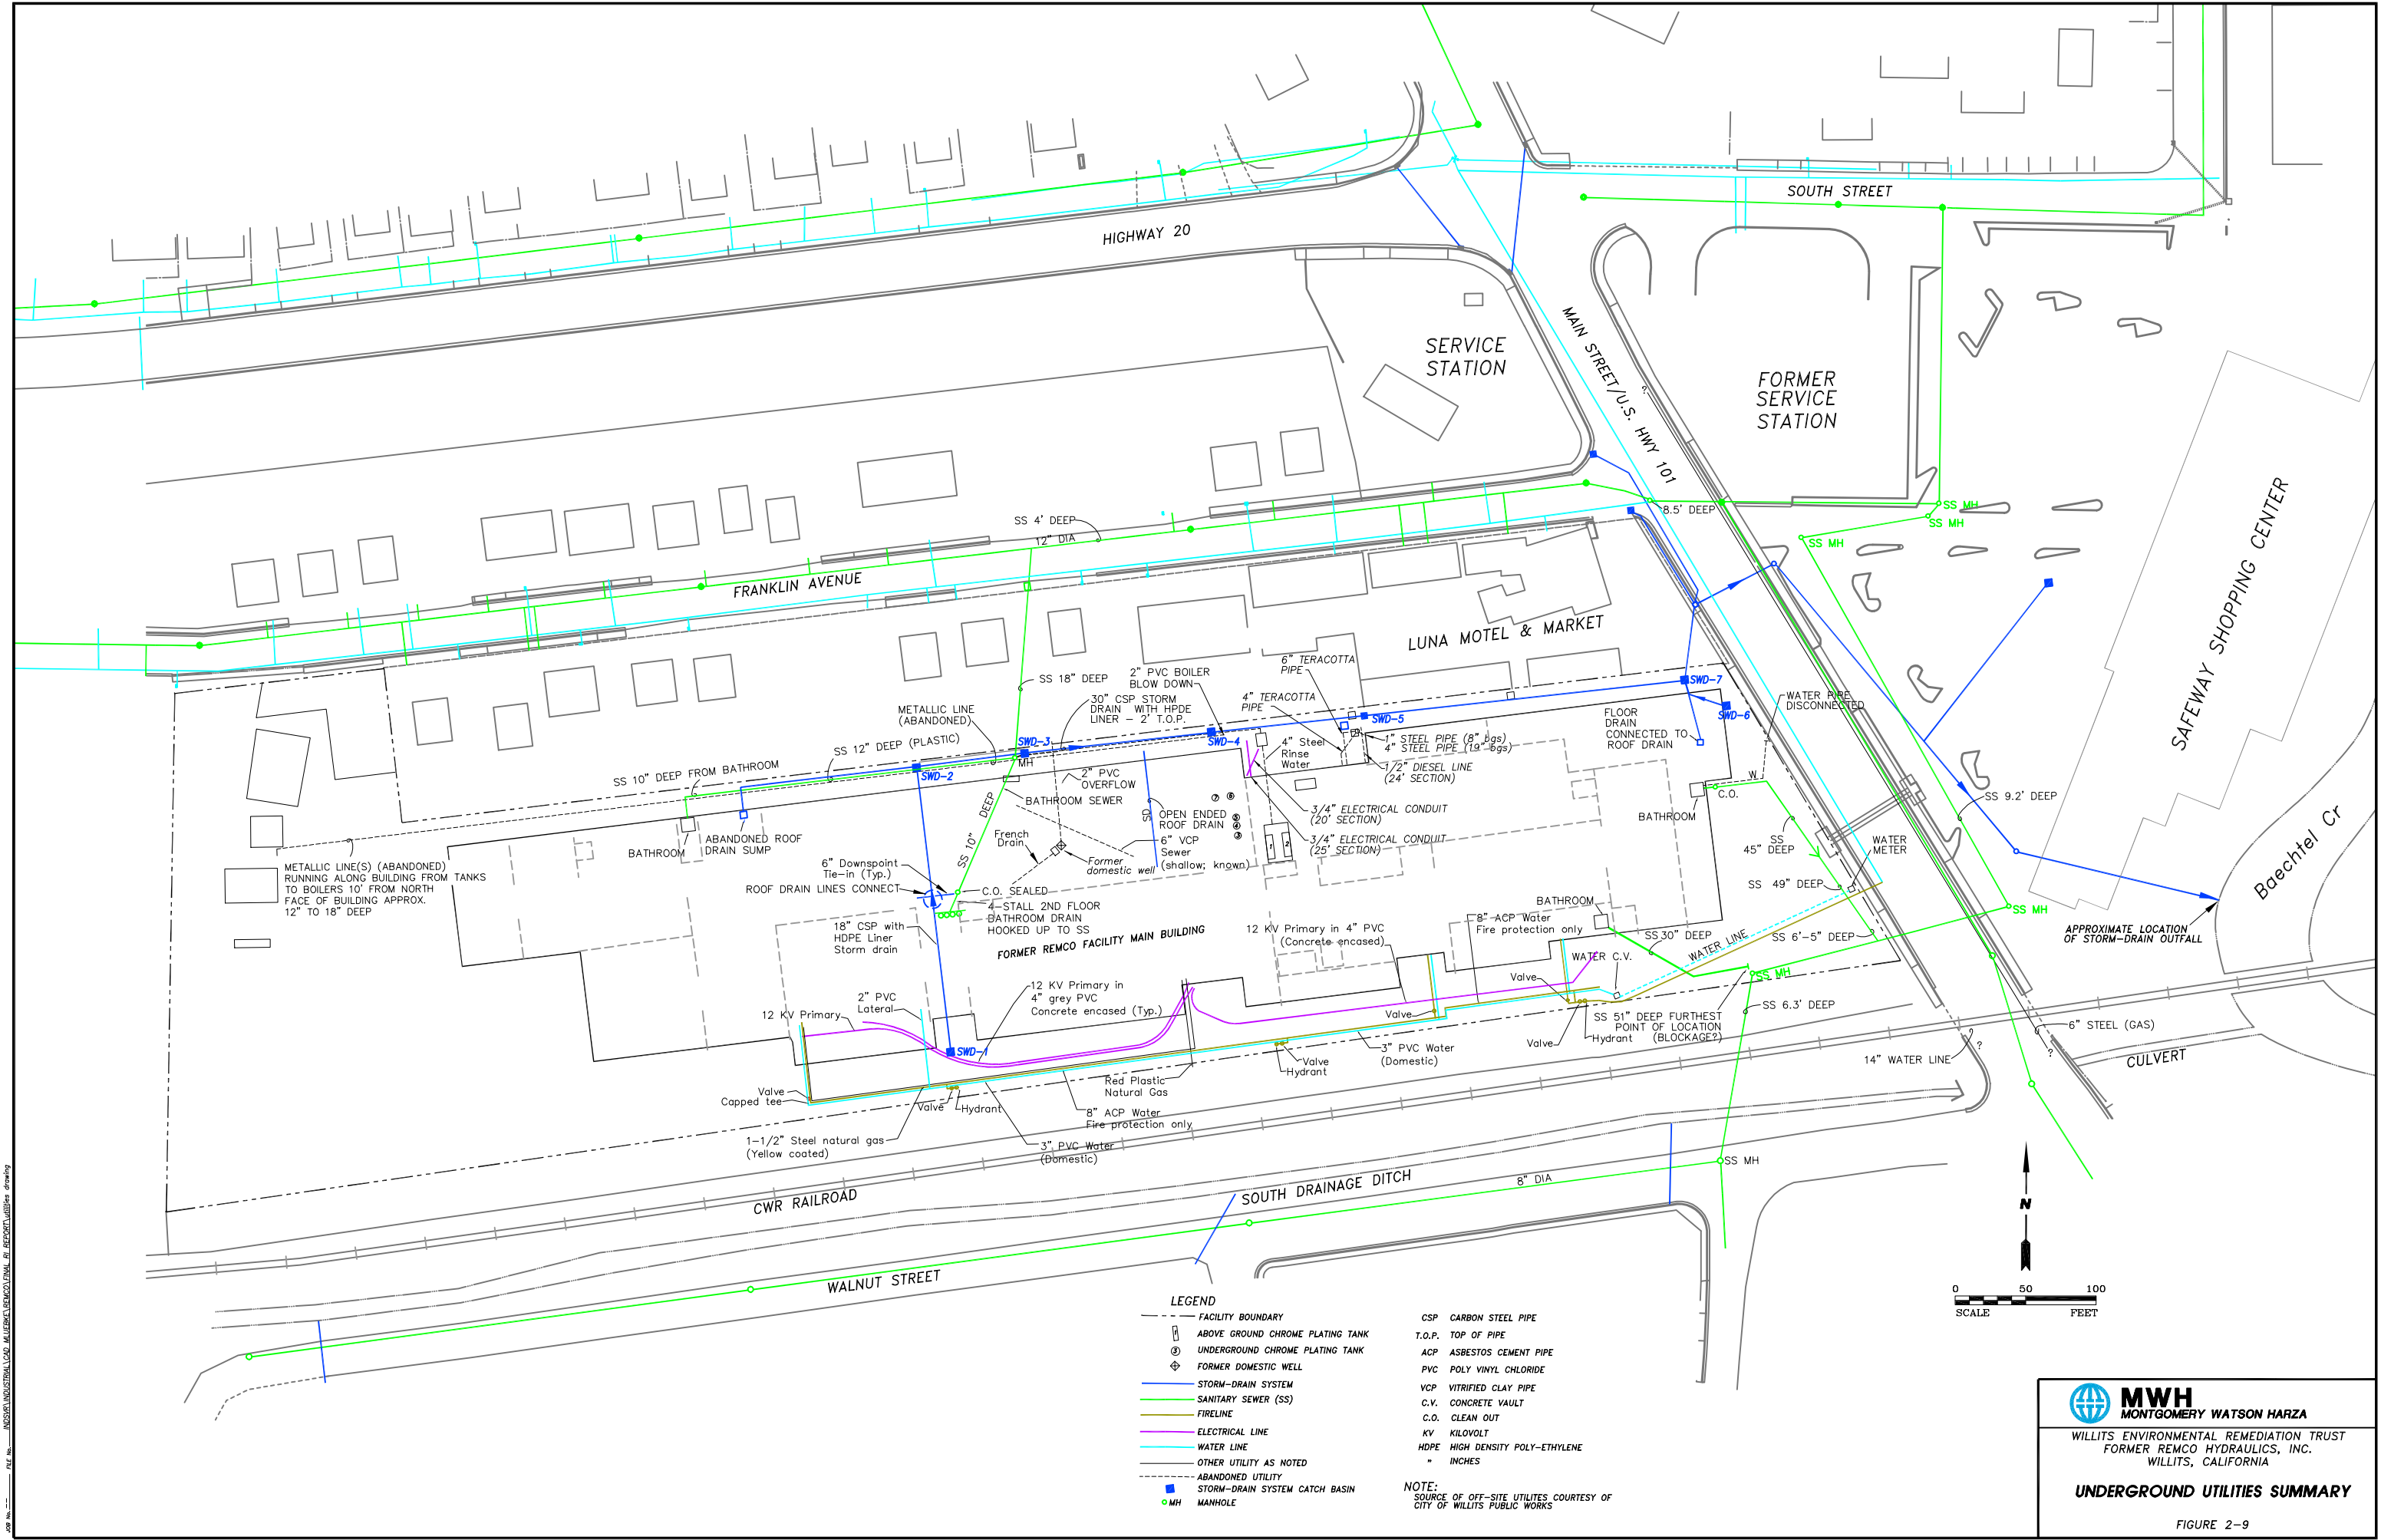 SOUTH STREET
HIGHWAY 20
MAIN STREET/U.S. HWY 101
SERVICE
STATION
FORMER
SERVICE
STATION
?
SAFEWAY SHOPPING CENTER
SS MH
SS MH
SS MH
8.5' DEEP
SS 4' DEEP
12" DIA
FRANKLIN AVENUE
LUNA MOTEL & MARKET
6" TERACOTTA
PIPE
2" PVC BOILER
BLOW DOWN
SS 18" DEEP
4" TERACOTTA
PIPE
30" CSP STORM
DRAIN WITH HPDE
LINER - 2' T.O.P.
METALLIC LINE
(ABANDONED)
SWD-7
WATER PIPE
DISCONNECTED
SWD-6
SWD-5
FLOOR
DRAIN
CONNECTED TO
ROOF DRAIN
SWD-4
SWD-3
MH
SWD-2
SS 12" DEEP (PLASTIC)
SS 10" DEEP FROM BATHROOM
1" STEEL PIPE (8" bgs)
4" STEEL PIPE (19" bgs)
4" Steel
Rinse
Water
1/2" DIESEL LINE
(24' SECTION)
2" PVC
OVERFLOW
W
C.O.
BATHROOM
BATHROOM SEWER
SS 10" DEEP
SD
OPEN ENDED
ROOF DRAIN
7
6
5
4
3
1
2
3/4" ELECTRICAL CONDUIT
(20' SECTION)
3/4" ELECTRICAL CONDUIT
(25' SECTION)
SS 9.2' DEEP
SS
45" DEEP
WATER
METER
Baechtel Cr
BATHROOM
ABANDONED ROOF
DRAIN SUMP
French
Drain
6" VCP
Sewer
(shallow; known)
Former
domestic well
METALLIC LINE(S) (ABANDONED)
RUNNING ALONG BUILDING FROM TANKS
TO BOILERS 10' FROM NORTH
FACE OF BUILDING APPROX.
12" TO 18" DEEP
6" Downspoint
Tie-in (Typ.)
ROOF DRAIN LINES CONNECT
C.O. SEALED
4-STALL 2ND FLOOR
BATHROOM DRAIN
HOOKED UP TO SS
SS 49" DEEP
BATHROOM
SS MH
8" ACP Water
Fire protection only
18" CSP with
HDPE Liner
Storm drain
FORMER REMCO FACILITY MAIN BUILDING
12 KV Primary in 4" PVC
(Concrete encased)
SS 30" DEEP
SS 6'-5" DEEP
WATER LINE
WATER C.V.
SS MH
APPROXIMATE LOCATION
OF STORM-DRAIN OUTFALL
Valve
12 KV Primary in
4" grey PVC
Concrete encased (Typ.)
2" PVC
Lateral
12 KV Primary
Valve
SS 6.3' DEEP
SS 51" DEEP FURTHEST
POINT OF LOCATION
(BLOCKAGE?)
Hydrant
Valve
SWD-1
3" PVC Water
(Domestic)
Valve
Hydrant
6" STEEL (GAS)
?
?
14" WATER LINE
CULVERT
Red Plastic
Natural Gas
Valve
Capped tee
Valve
Hydrant
8" ACP Water
Fire protection only
1-1/2" Steel natural gas
(Yellow coated)
3" PVC Water
(Domestic)
CWR RAILROAD
SOUTH DRAINAGE DITCH
8" DIA
SS MH
WALNUT STREET
N
0 50 100
SCALE FEET
LEGEND
FACILITY BOUNDARY
1 ABOVE GROUND CHROME PLATING TANK
3 UNDERGROUND CHROME PLATING TANK
FORMER DOMESTIC WELL
STORM-DRAIN SYSTEM
SANITARY SEWER (SS)
FIRELINE
ELECTRICAL LINE
WATER LINE
OTHER UTILITY AS NOTED
ABANDONED UTILITY
STORM-DRAIN SYSTEM CATCH BASIN
MH MANHOLE
CSP CARBON STEEL PIPE
T.O.P. TOP OF PIPE
ACP ASBESTOS CEMENT PIPE
PVC POLY VINYL CHLORIDE
VCP VITRIFIED CLAY PIPE
C.V. CONCRETE VAULT
C.O. CLEAN OUT
KV KILOVOLT
HDPE HIGH DENSITY POLY-ETHYLENE
" INCHES
NOTE:
SOURCE OF OFF-SITE UTILITES COURTESY OF
CITY OF WILLITS PUBLIC WORKS
MWH
MONTGOMERY WATSON HARZA
WILLITS ENVIRONMENTAL REMEDIATION TRUST
FORMER REMCO HYDRAULICS, INC.
WILLITS, CALIFORNIA
UNDERGROUND UTILITIES SUMMARY
FIGURE 2-9
JOB No. -- FILE No.